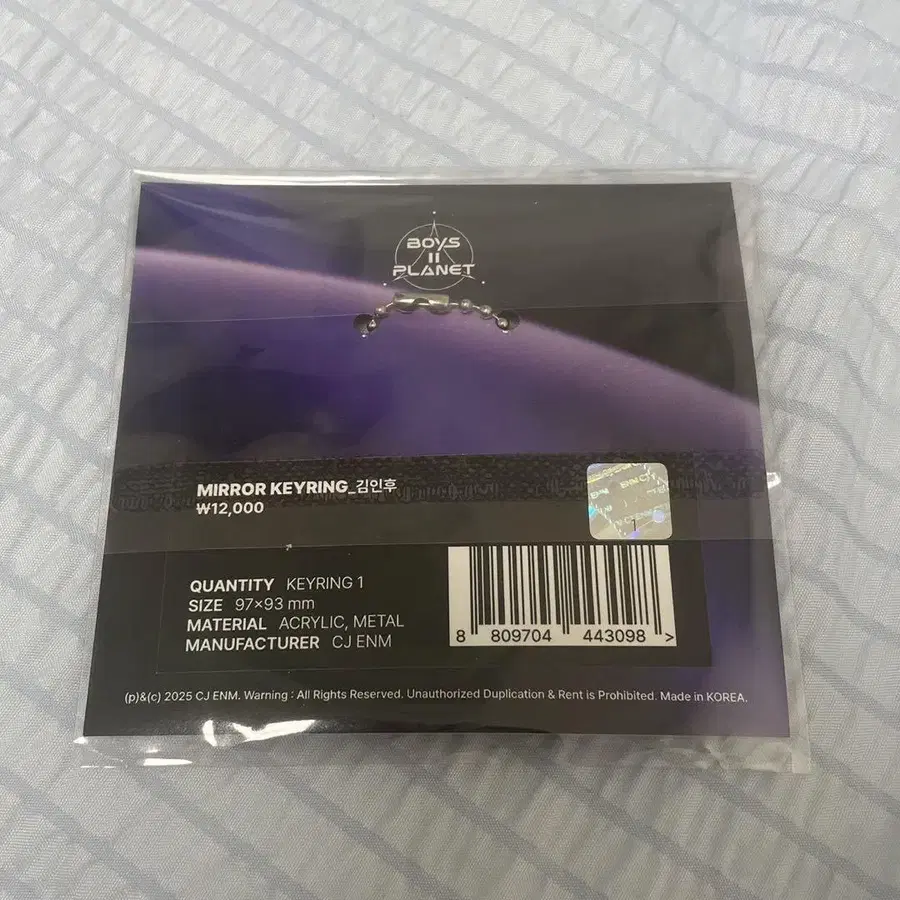 BOYS
II
PLANET
MIRROR KEYRING_김인후
₩12,000
QUANTITY KEYRING 1
SIZE 97×93 mm
MATERIAL ACRYLIC, METAL
MANUFACTURER CJ ENM
8 809704 443098 >
(p)&(c) 2025 CJ ENM. Warning : All Rights Reserved. Unauthorized Duplication & Rent is Prohibited. Made in KOREA.